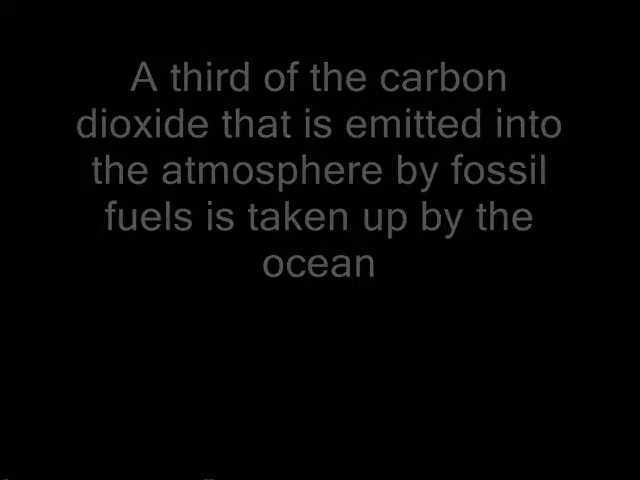 A third of the carbon
dioxide that is emitted into
the atmosphere by fossil
fuels is taken up by the
ocean